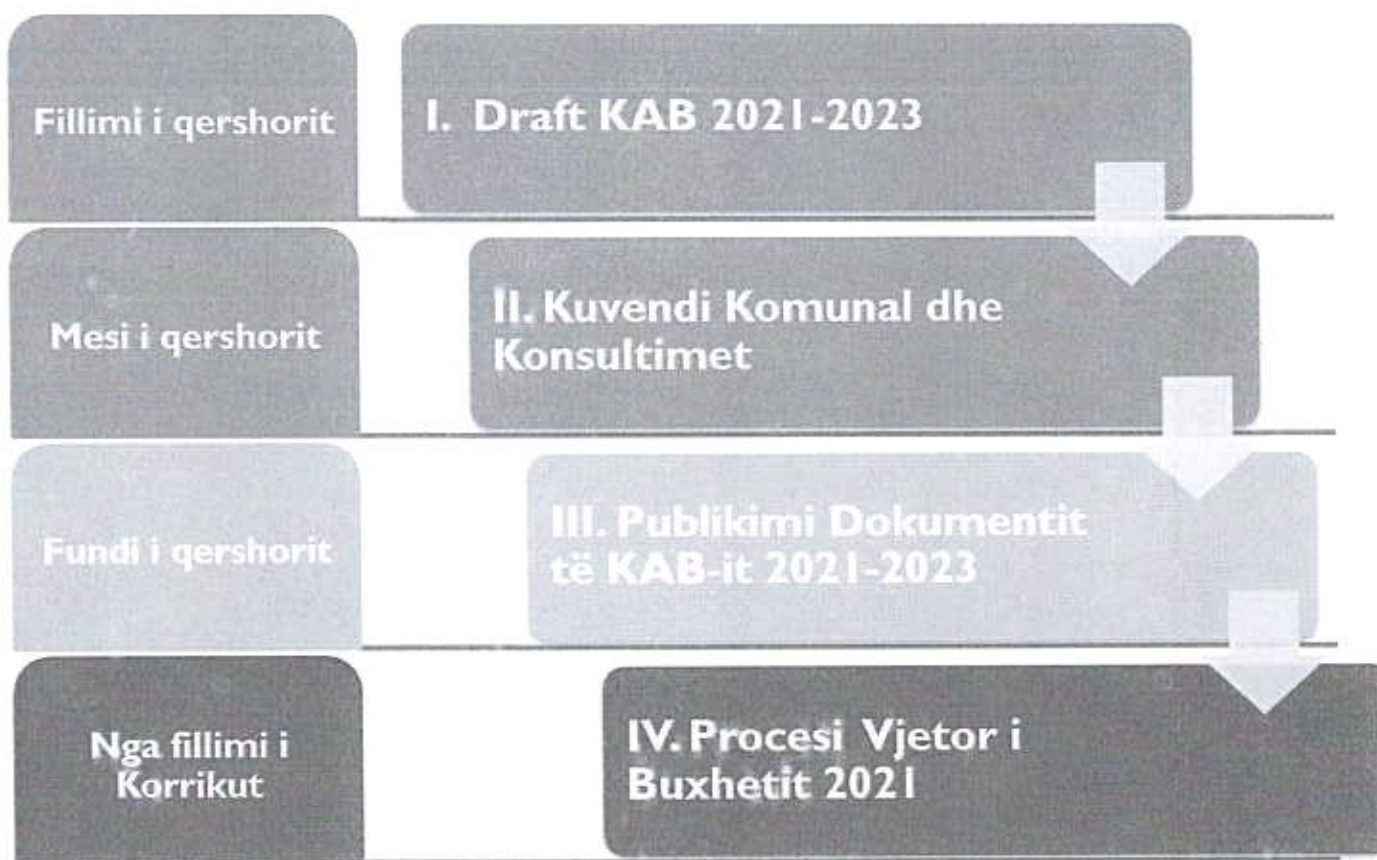 Fillimi i qershorit
I. Draft KAB 2021-2023
Mesi i qershorit
II. Kuvendi Komunal dhe
Konsultimet
Fundi i qershorit
III. Publikimi Dokumentit
të KAB-it 2021-2023
Nga fillimi i
Korrikut
IV. Procesi Vjetor i
Buxhetit 2021